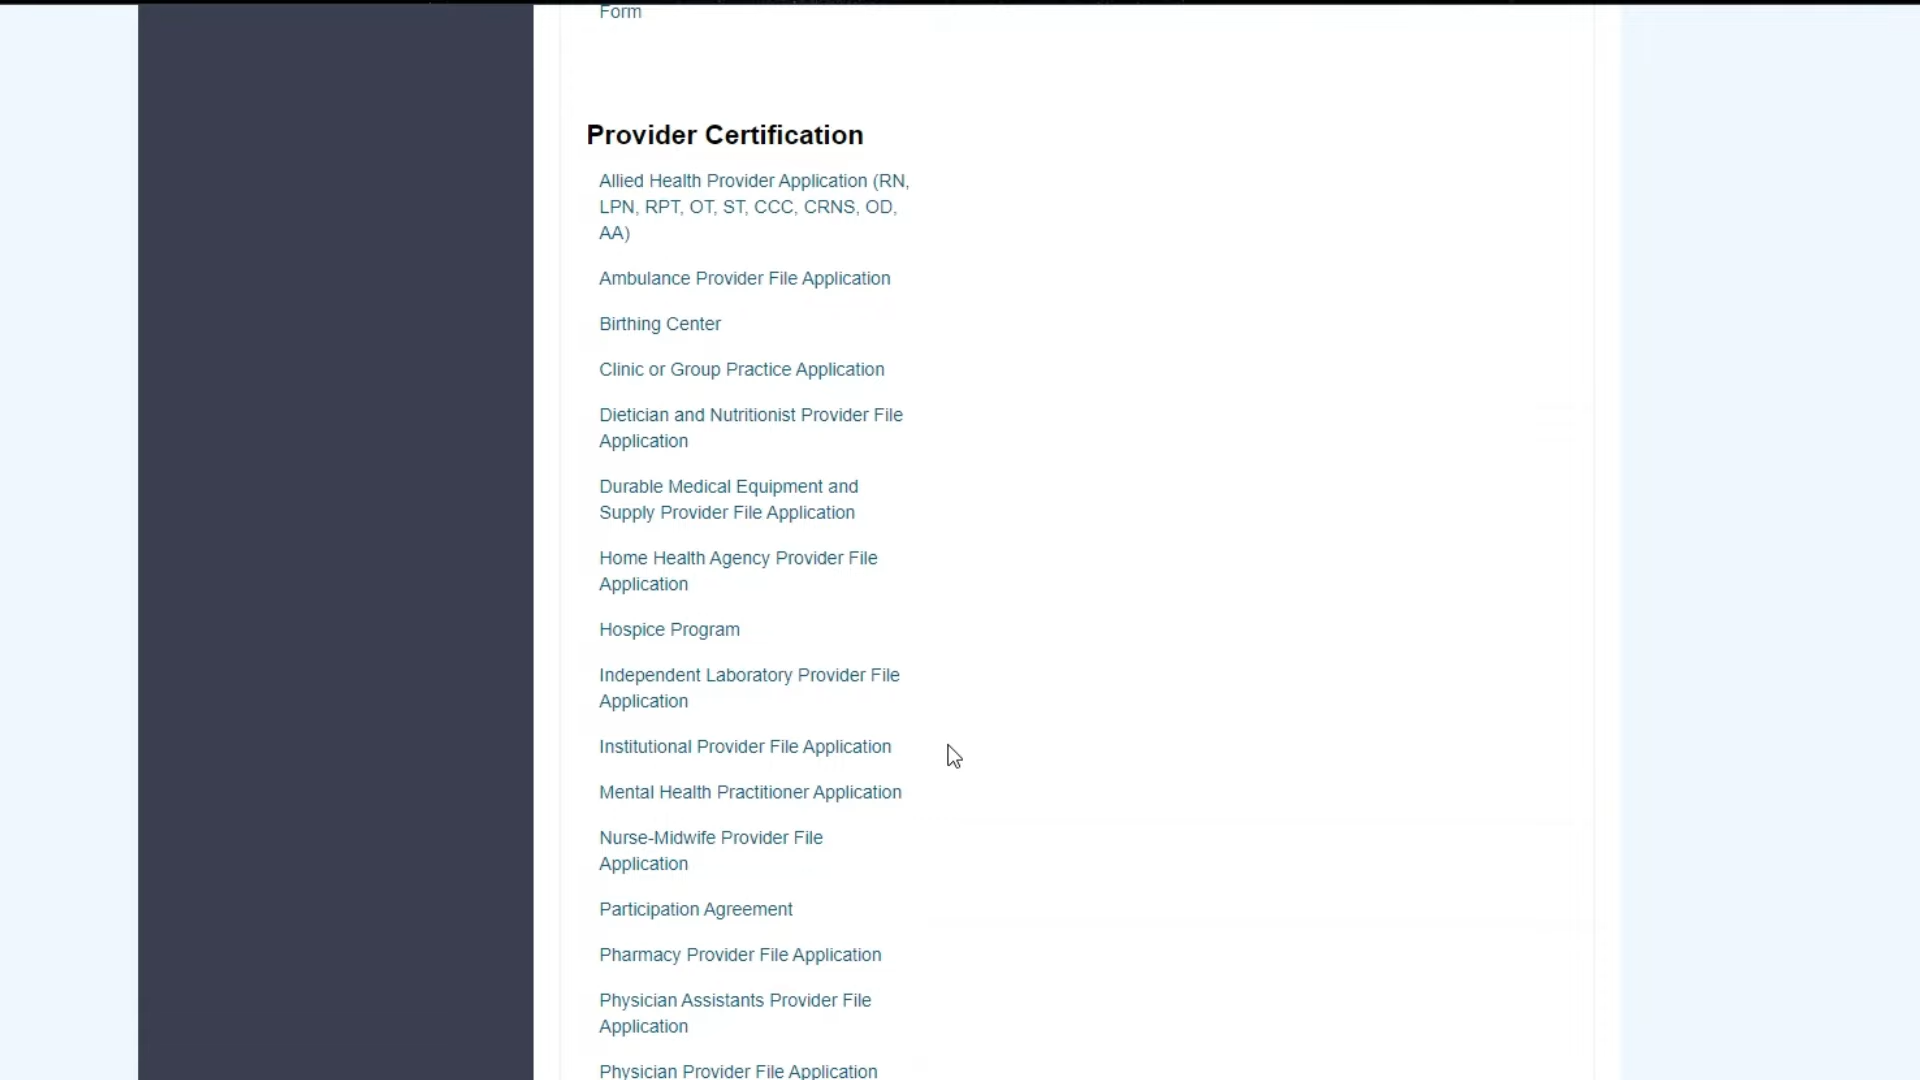 Form
Provider Certification
Allied Health Provider Application (RN,
LPN, RPT, OT, ST, CCC, CRNS, OD,
AA)
Ambulance Provider File Application
Birthing Center
Clinic or Group Practice Application
Dietician and Nutritionist Provider File
Application
Durable Medical Equipment and
Supply Provider File Application
Home Health Agency Provider File
Application
Hospice Program
Independent Laboratory Provider File
Application
Institutional Provider File Application
Mental Health Practitioner Application
Nurse-Midwife Provider File
Application
Participation Agreement
Pharmacy Provider File Application
Physician Assistants Provider File
Application
Physician Provider File Application